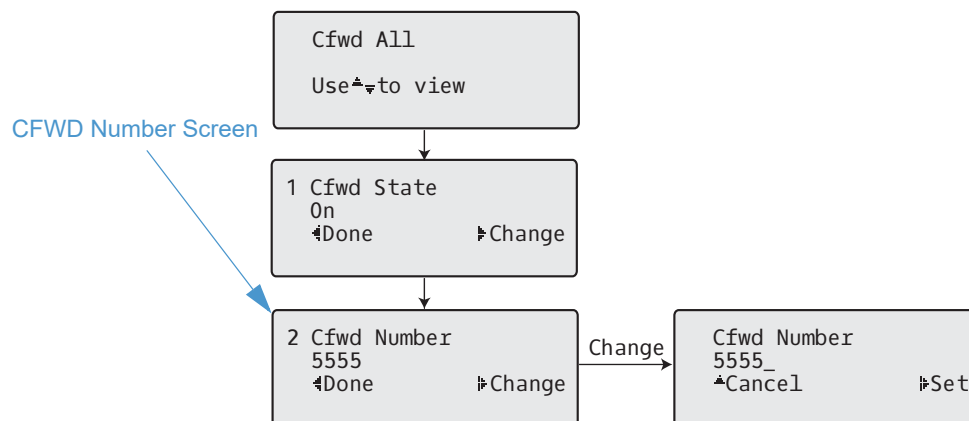 Cfwd All
Use to view
CFWD Number Screen
1 Cfwd State
On
Done Change
2 Cfwd Number
5555
Done Change
Change
Cfwd Number
5555_
Cancel Set